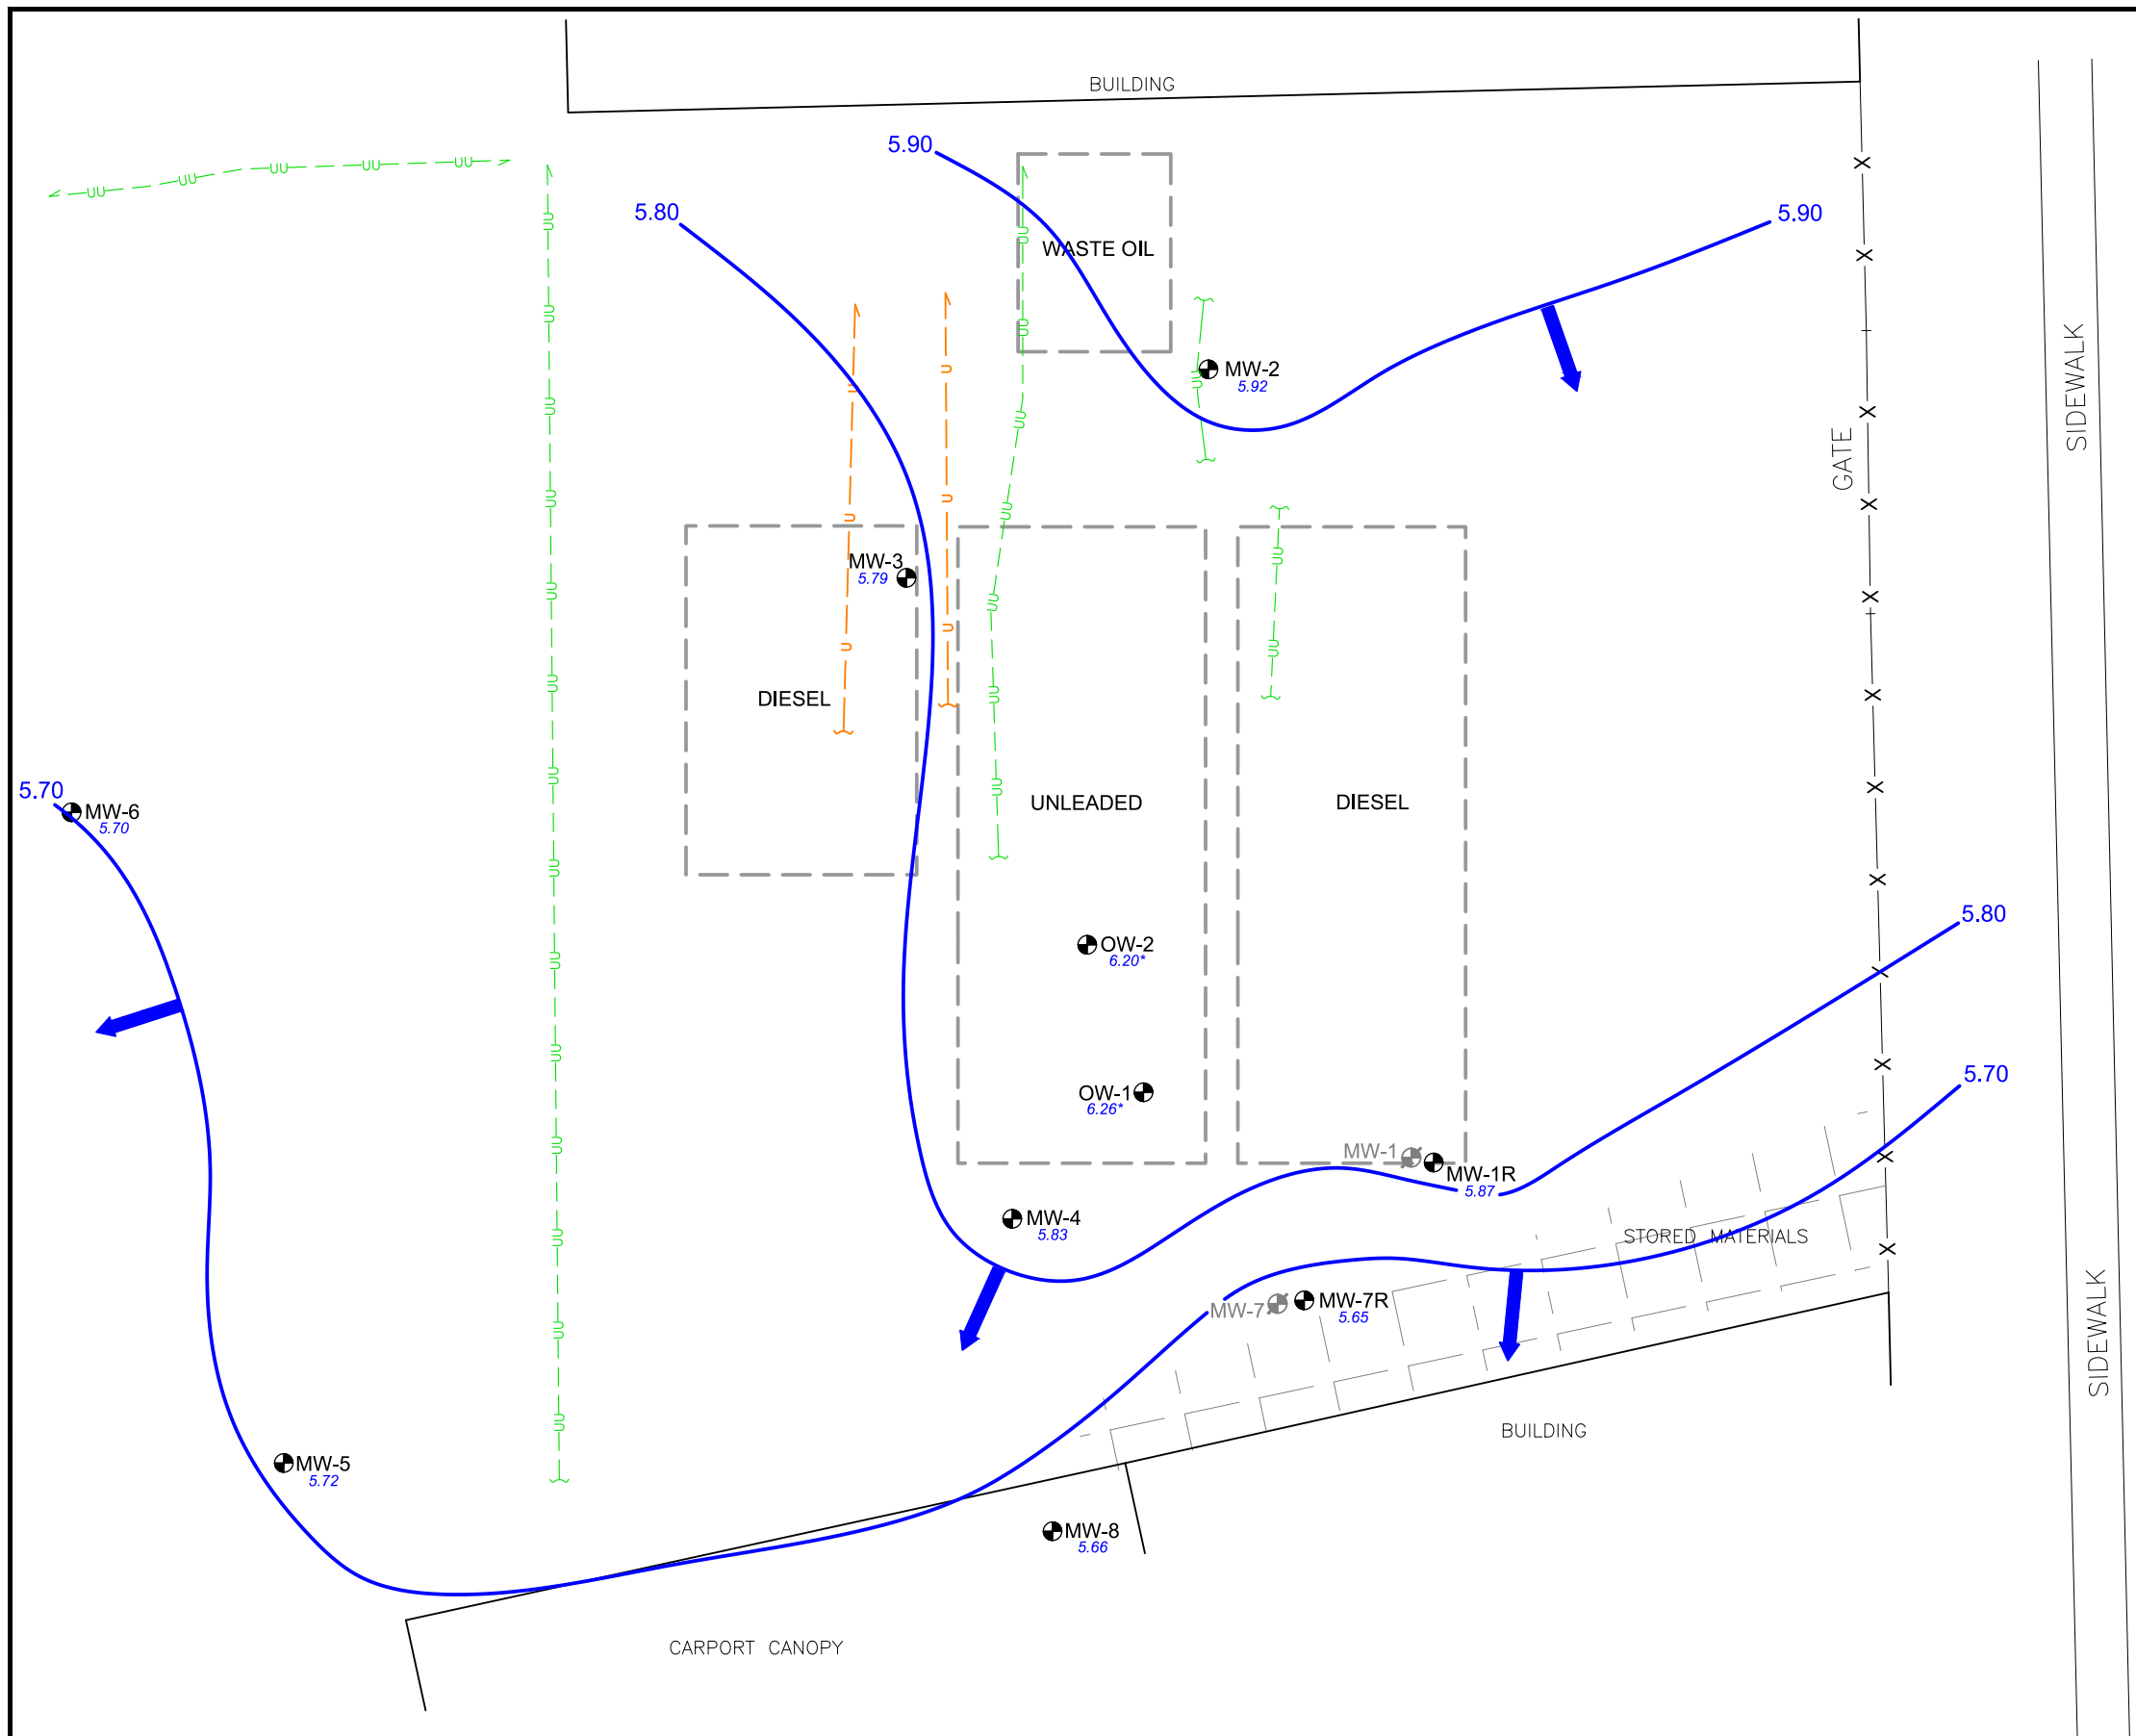 BUILDING
5.90
5.80
5.90
WASTE OIL
SIDEWALK
MW-2
5.92
GATE
MW-3
5.79
DIESEL
5.70
MW-6
5.70
UNLEADED
DIESEL
5.80
OW-2
6.20*
5.70
OW-1
6.26*
MW-1
MW-1R
5.87
MW-4
5.83
STORED MATERIALS
MW-7
MW-7R
5.65
SIDEWALK
BUILDING
MW-5
5.72
MW-8
5.66
CARPORT CANOPY